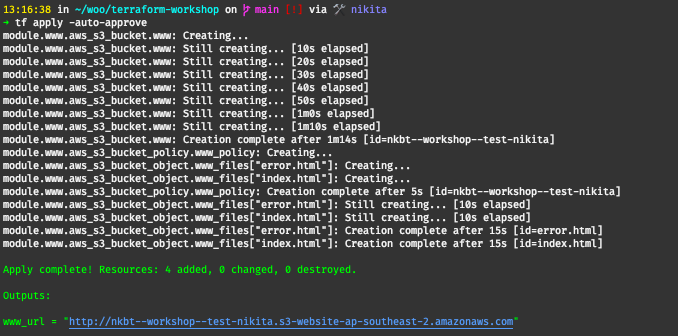 13:16:38 in ~/woo/terraform-workshop on main [!] via 🛠 nikita
➜ tf apply -auto-approve
module.www.aws_s3_bucket.www: Creating...
module.www.aws_s3_bucket.www: Still creating... [10s elapsed]
module.www.aws_s3_bucket.www: Still creating... [20s elapsed]
module.www.aws_s3_bucket.www: Still creating... [30s elapsed]
module.www.aws_s3_bucket.www: Still creating... [40s elapsed]
module.www.aws_s3_bucket.www: Still creating... [50s elapsed]
module.www.aws_s3_bucket.www: Still creating... [1m0s elapsed]
module.www.aws_s3_bucket.www: Still creating... [1m10s elapsed]
module.www.aws_s3_bucket.www: Creation complete after 1m14s [id=nkbt--workshop--test-nikita]
module.www.aws_s3_bucket_policy.www_policy: Creating...
module.www.aws_s3_bucket_object.www_files["error.html"]: Creating...
module.www.aws_s3_bucket_object.www_files["index.html"]: Creating...
module.www.aws_s3_bucket_policy.www_policy: Creation complete after 5s [id=nkbt--workshop--test-nikita]
module.www.aws_s3_bucket_object.www_files["error.html"]: Still creating... [10s elapsed]
module.www.aws_s3_bucket_object.www_files["index.html"]: Still creating... [10s elapsed]
module.www.aws_s3_bucket_object.www_files["error.html"]: Creation complete after 15s [id=error.html]
module.www.aws_s3_bucket_object.www_files["index.html"]: Creation complete after 15s [id=index.html]
Apply complete! Resources: 4 added, 0 changed, 0 destroyed.
Outputs:
www_url = "http://nkbt--workshop--test-nikita.s3-website-ap-southeast-2.amazonaws.com"